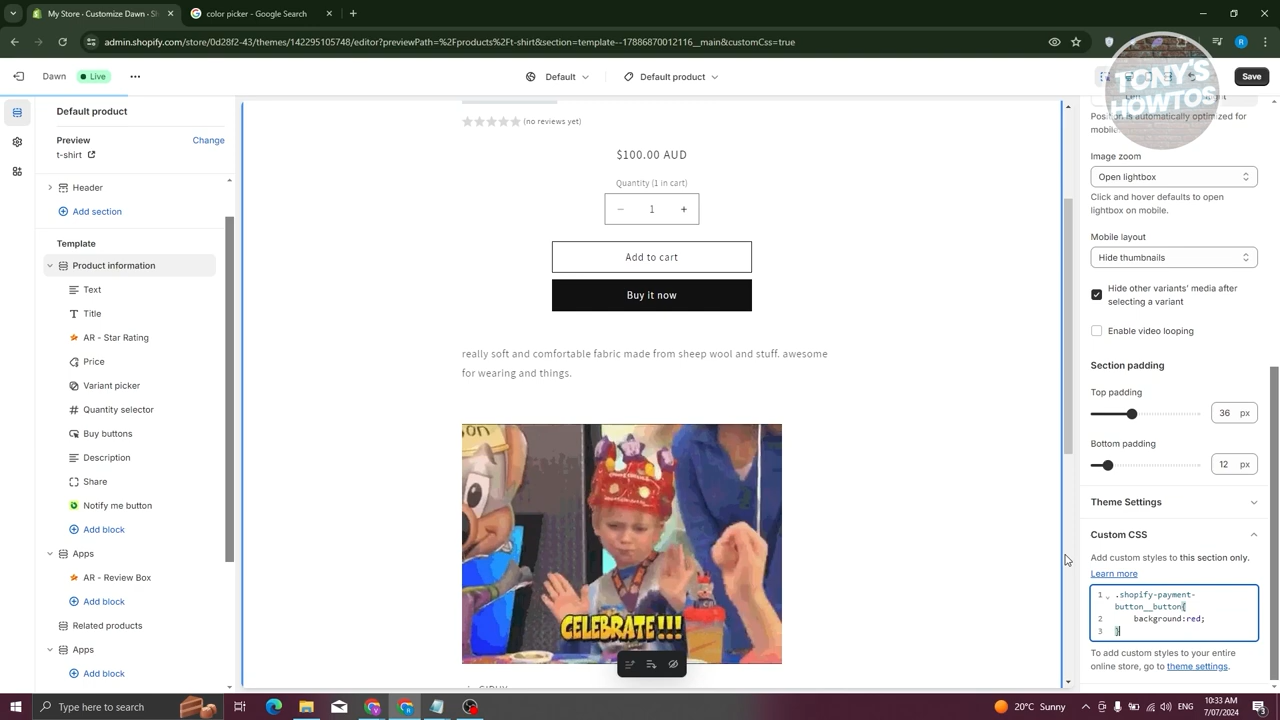 My Store · Customize Dawn · Sh
color picker - Google Search
admin.shopify.com/store/0d28f2-43/themes/142295105748/editor?previewPath=%2Fproducts%2Ft-shirt&section=template--17886870012116__main&customCss=true
Dawn
Live
Default
Default product
Save
TONY'S
HOWTOS
Default product
Preview
Change
t-shirt
Header
Add section
Template
Product information
Text
Title
AR - Star Rating
Price
Variant picker
Quantity selector
Buy buttons
Description
Share
Notify me button
Add block
Apps
AR - Review Box
Add block
Related products
Apps
Add block
(no reviews yet)
$100.00 AUD
Quantity (1 in cart)
− 1 +
Add to cart
Buy it now
really soft and comfortable fabric made from sheep wool and stuff. awesome
for wearing and things.
CELEBRATE!!!
Position is automatically optimized for
mobile.
Image zoom
Open lightbox
Click and hover defaults to open
lightbox on mobile.
Mobile layout
Hide thumbnails
Hide other variants' media after
selecting a variant
Enable video looping
Section padding
Top padding
36 px
Bottom padding
12 px
Theme Settings
Custom CSS
Add custom styles to this section only.
Learn more
1 .shopify-payment-
button__button{
2 background:red;
3 }
To add custom styles to your entire
online store, go to theme settings.
Type here to search
20°C Sunny
ENG
10:33 AM
7/07/2024